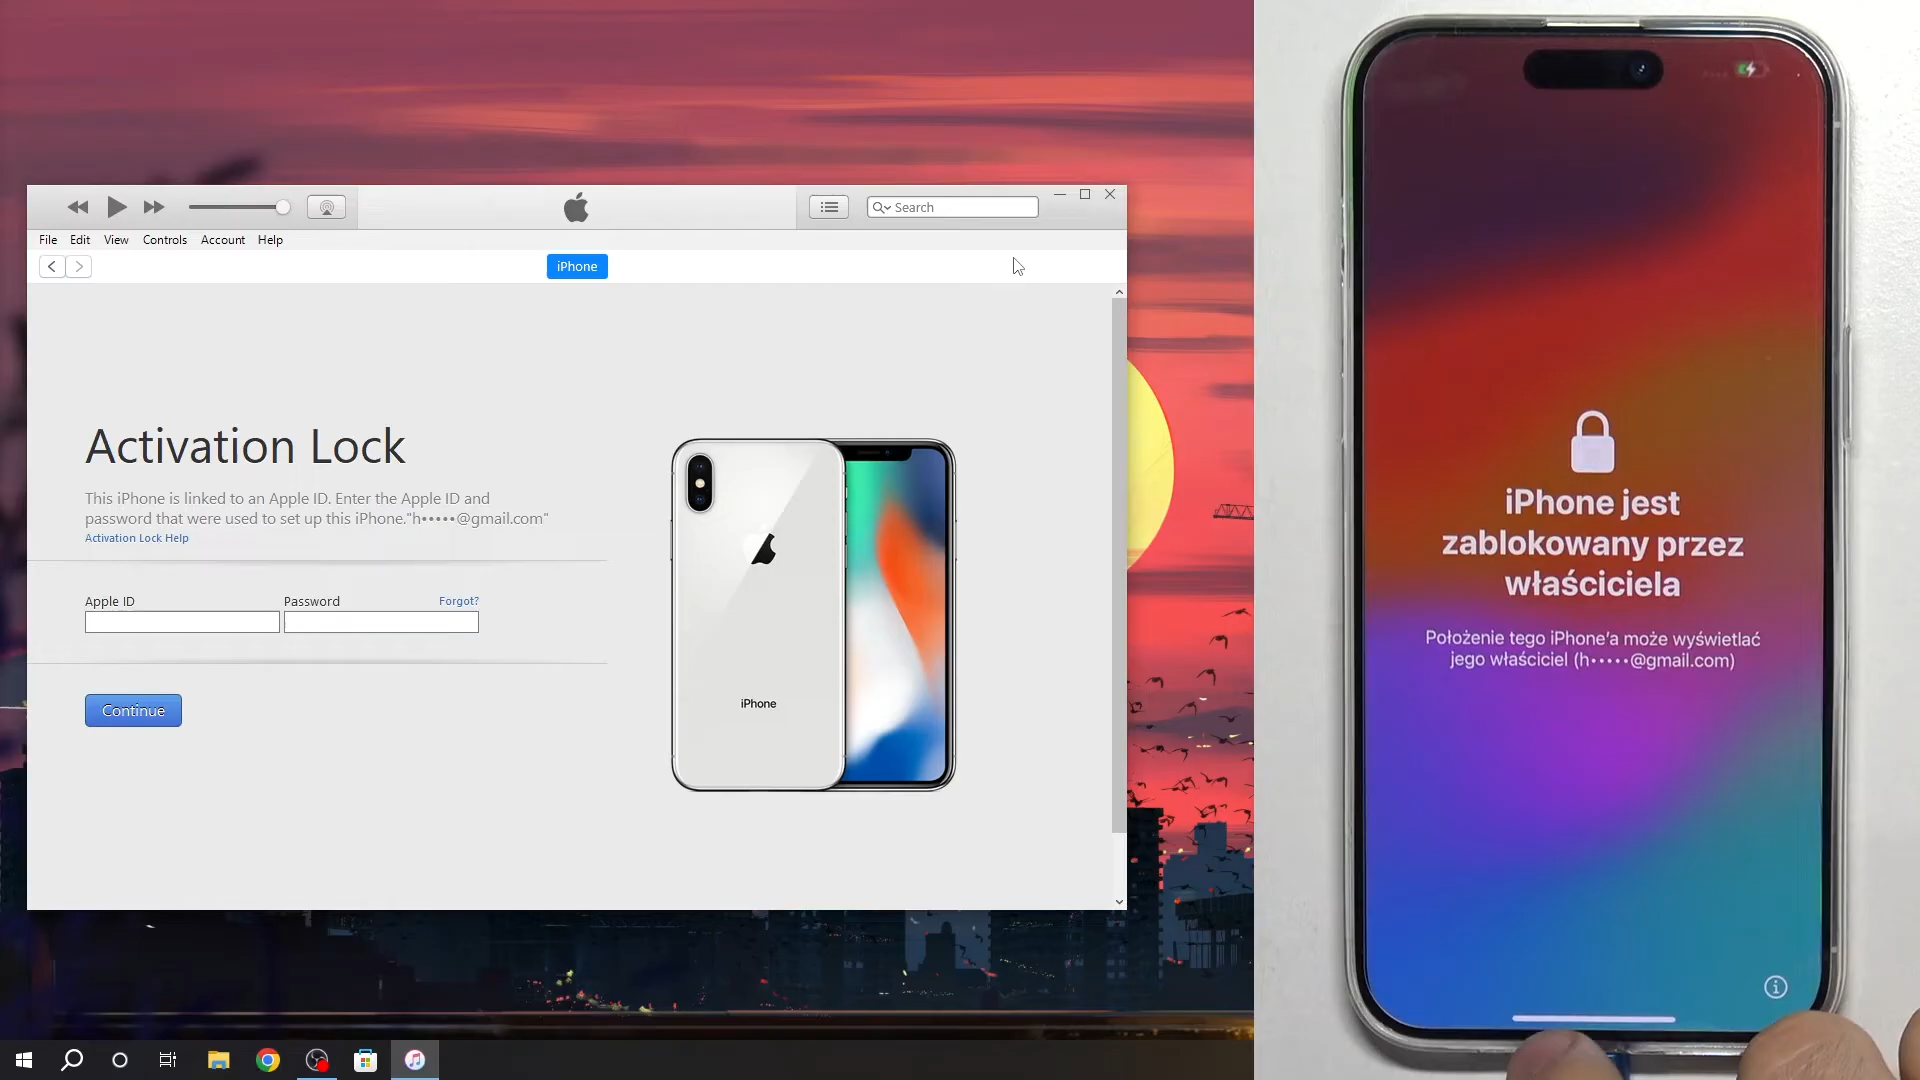 Search
File Edit View Controls Account Help
iPhone
Activation Lock
This iPhone is linked to an Apple ID. Enter the Apple ID and
password that were used to set up this iPhone."h•••••@gmail.com"
Activation Lock Help
Apple ID Password Forgot?
Continue
iPhone
iPhone jest
zablokowany przez
właściciela
Położenie tego iPhone’a może wyświetlać
jego właściciel (h•••••@gmail.com)